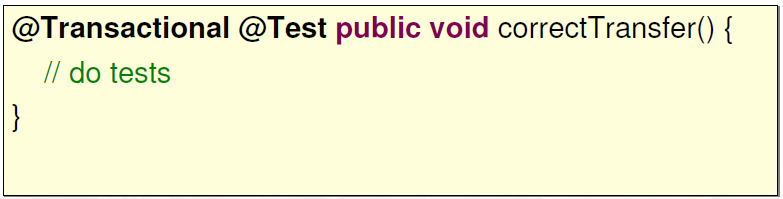 @Transactional @Test public void correctTransfer() {
// do tests
}